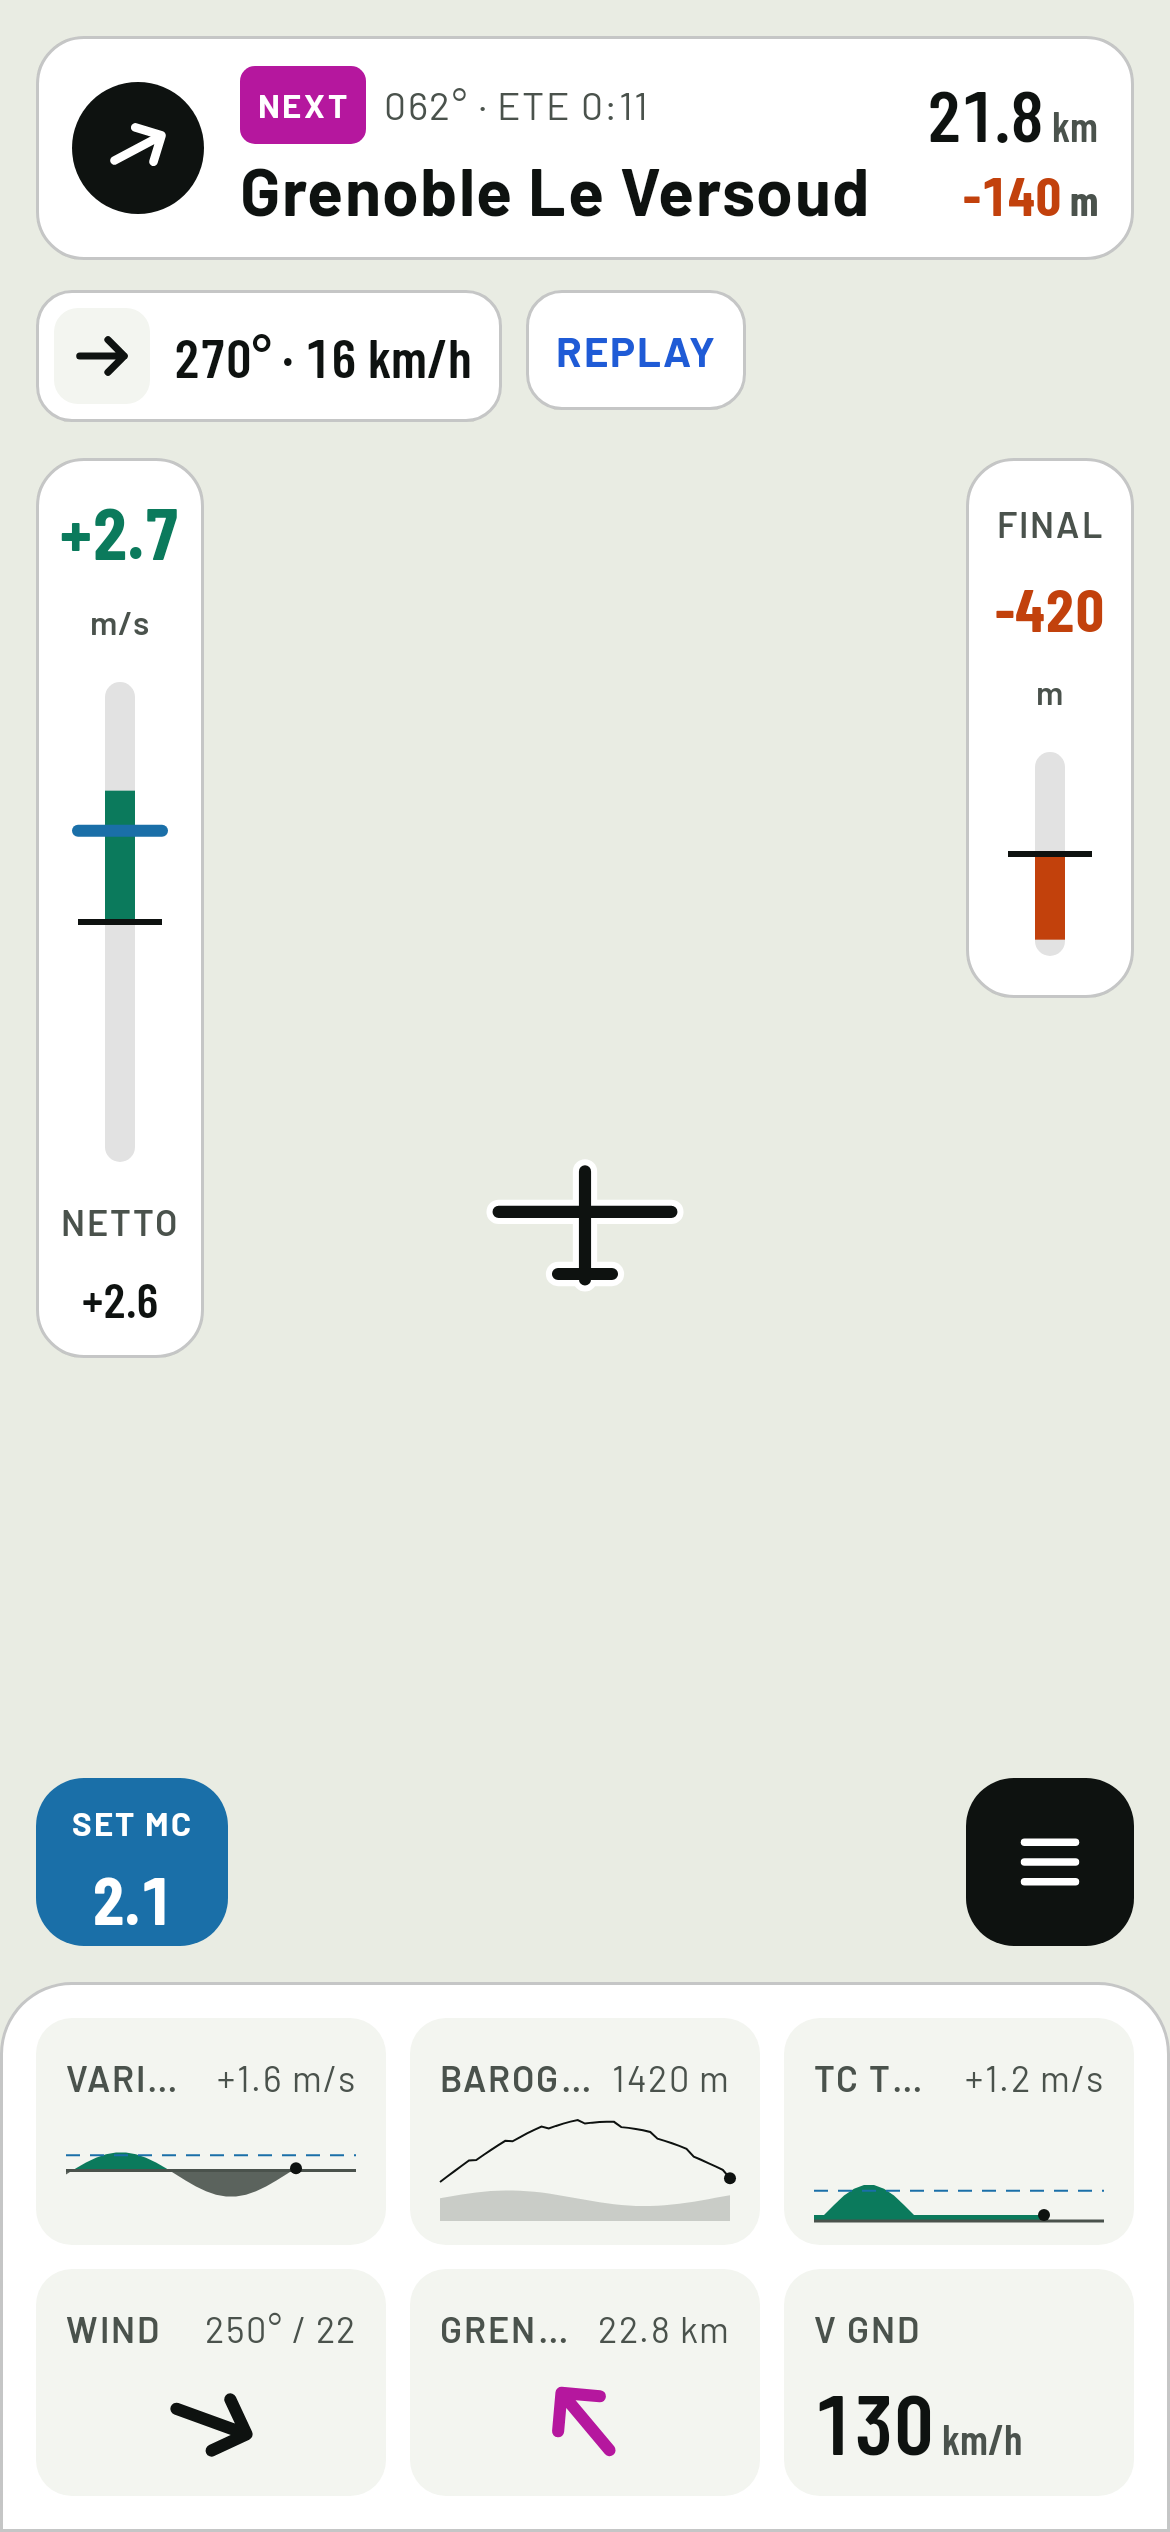 NEXT 062° · ETE 0:11
Grenoble Le Versoud
21.8 km
-140 m
270° · 16 km/h
REPLAY
+2.7
m/s
NETTO
+2.6
FINAL
-420
m
SET MC
2.1
VARI... +1.6 m/s
BAROG... 1420 m
TC T... +1.2 m/s
WIND 250° / 22
GREN... 22.8 km
V GND
130 km/h